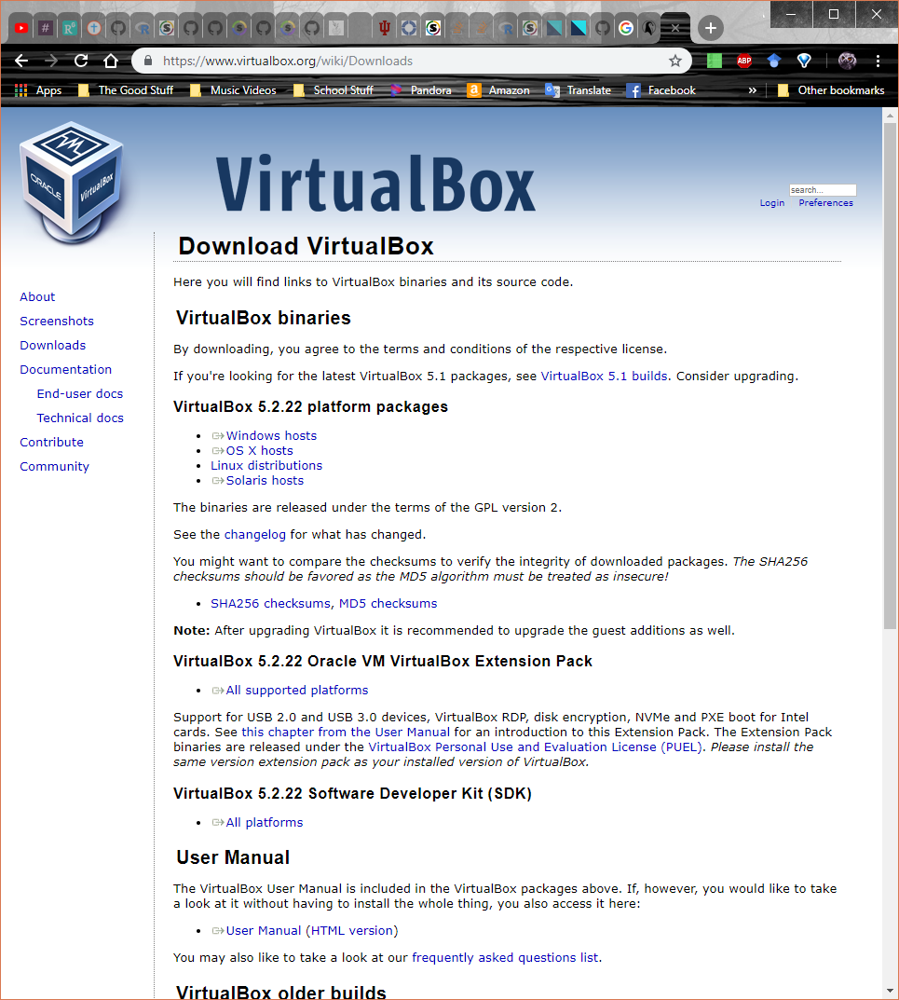 https://www.virtualbox.org/wiki/Downloads
ABP
Apps The Good Stuff Music Videos School Stuff Pandora Amazon Translate Facebook » Other bookmarks
ORACLE
VirtualBox
VirtualBox
search...
Login Preferences
About
Screenshots
Downloads
Documentation
End-user docs
Technical docs
Contribute
Community
Download VirtualBox
Here you will find links to VirtualBox binaries and its source code.
VirtualBox binaries
By downloading, you agree to the terms and conditions of the respective license.
If you're looking for the latest VirtualBox 5.1 packages, see VirtualBox 5.1 builds. Consider upgrading.
VirtualBox 5.2.22 platform packages
• Windows hosts
• OS X hosts
• Linux distributions
• Solaris hosts
The binaries are released under the terms of the GPL version 2.
See the changelog for what has changed.
You might want to compare the checksums to verify the integrity of downloaded packages. The SHA256
checksums should be favored as the MD5 algorithm must be treated as insecure!
• SHA256 checksums, MD5 checksums
Note: After upgrading VirtualBox it is recommended to upgrade the guest additions as well.
VirtualBox 5.2.22 Oracle VM VirtualBox Extension Pack
• All supported platforms
Support for USB 2.0 and USB 3.0 devices, VirtualBox RDP, disk encryption, NVMe and PXE boot for Intel
cards. See this chapter from the User Manual for an introduction to this Extension Pack. The Extension Pack
binaries are released under the VirtualBox Personal Use and Evaluation License (PUEL). Please install the
same version extension pack as your installed version of VirtualBox.
VirtualBox 5.2.22 Software Developer Kit (SDK)
• All platforms
User Manual
The VirtualBox User Manual is included in the VirtualBox packages above. If, however, you would like to take
a look at it without having to install the whole thing, you also access it here:
• User Manual (HTML version)
You may also like to take a look at our frequently asked questions list.
VirtualBox older builds